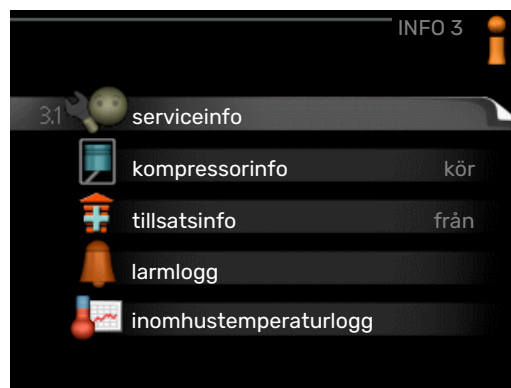 INFO 3
3.1 serviceinfo
kompressorinfo kör
tillsatsinfo från
larmlogg
inomhustemperaturlogg